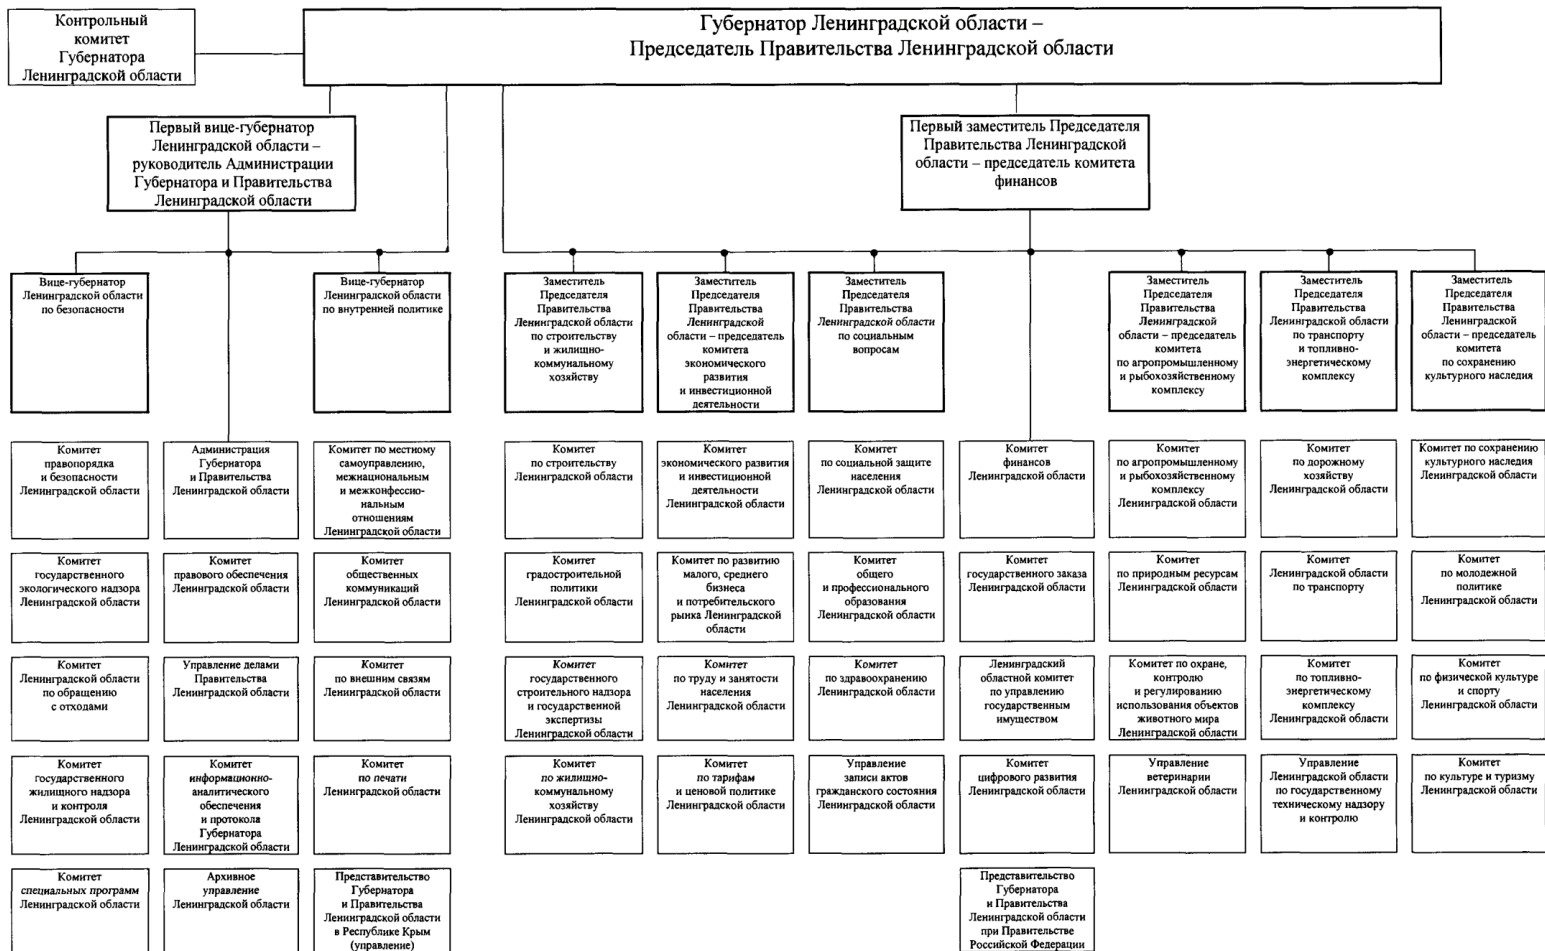 Контрольный
комитет
Губернатора
Ленинградской области
Губернатор Ленинградской области –
Председатель Правительства Ленинградской области
Первый вице-губернатор
Ленинградской области –
руководитель Администрации
Губернатора и Правительства
Ленинградской области
Первый заместитель Председателя
Правительства Ленинградской
области – председатель комитета
финансов
Вице-губернатор
Ленинградской области
по безопасности
Вице-губернатор
Ленинградской области
по внутренней политике
Заместитель
Председателя
Правительства
Ленинградской области
по строительству
и жилищно-
коммунальному
хозяйству
Заместитель
Председателя
Правительства
Ленинградской
области – председатель
комитета
экономического
развития
и инвестиционной
деятельности
Заместитель
Председателя
Правительства
Ленинградской области
по социальным
вопросам
Заместитель
Председателя
Правительства
Ленинградской
области – председатель
комитета
по агропромышленному
и рыбохозяйственному
комплексу
Заместитель
Председателя
Правительства
Ленинградской области
по транспорту
и топливно-
энергетическому
комплексу
Заместитель
Председателя
Правительства
Ленинградской
области – председатель
комитета
по сохранению
культурного наследия
Комитет
правопорядка
и безопасности
Ленинградской области
Администрация
Губернатора
и Правительства
Ленинградской области
Комитет по местному
самоуправлению,
межнациональным
и межконфессио-
нальным
отношениям
Ленинградской области
Комитет
по строительству
Ленинградской области
Комитет
экономического развития
и инвестиционной
деятельности
Ленинградской области
Комитет
по социальной защите
населения
Ленинградской области
Комитет
финансов
Ленинградской области
Комитет
по агропромышленному
и рыбохозяйственному
комплексу
Ленинградской области
Комитет
по дорожному
хозяйству
Ленинградской области
Комитет по сохранению
культурного наследия
Ленинградской области
Комитет
государственного
экологического надзора
Ленинградской области
Комитет
правового обеспечения
Ленинградской области
Комитет
общественных
коммуникаций
Ленинградской области
Комитет
градостроительной
политики
Ленинградской области
Комитет по развитию
малого, среднего
бизнеса
и потребительского
рынка Ленинградской
области
Комитет
общего
и профессионального
образования
Ленинградской области
Комитет
государственного заказа
Ленинградской области
Комитет
по природным ресурсам
Ленинградской области
Комитет
Ленинградской области
по транспорту
Комитет
по молодежной
политике
Ленинградской области
Комитет
Ленинградской области
по обращению
с отходами
Управление делами
Правительства
Ленинградской области
Комитет
по внешним связям
Ленинградской области
Комитет
государственного
строительного надзора
и государственной
экспертизы
Ленинградской области
Комитет
по труду и занятости
населения
Ленинградской области
Комитет
по здравоохранению
Ленинградской области
Ленинградский
областной комитет
по управлению
государственным
имуществом
Комитет по охране,
контролю
и регулированию
использования объектов
животного мира
Ленинградской области
Комитет
по топливно-
энергетическому
комплексу
Ленинградской области
Комитет
по физической культуре
и спорту
Ленинградской области
Комитет
государственного
жилищного надзора
и контроля
Ленинградской области
Комитет
информационно-
аналитического
обеспечения
и протокола
Губернатора
Ленинградской области
Комитет
по печати
Ленинградской области
Комитет
по жилищно-
коммунальному
хозяйству
Ленинградской области
Комитет
по тарифам
и ценовой политике
Ленинградской области
Управление
записи актов
гражданского состояния
Ленинградской области
Комитет
цифрового развития
Ленинградской области
Управление
ветеринарии
Ленинградской области
Управление
Ленинградской области
по государственному
техническому надзору
и контролю
Комитет
по культуре и туризму
Ленинградской области
Комитет
специальных программ
Ленинградской области
Архивное
управление
Ленинградской области
Представительство
Губернатора
и Правительства
Ленинградской области
в Республике Крым
(управление)
Представительство
Губернатора
и Правительства
Ленинградской области
при Правительстве
Российской Федерации